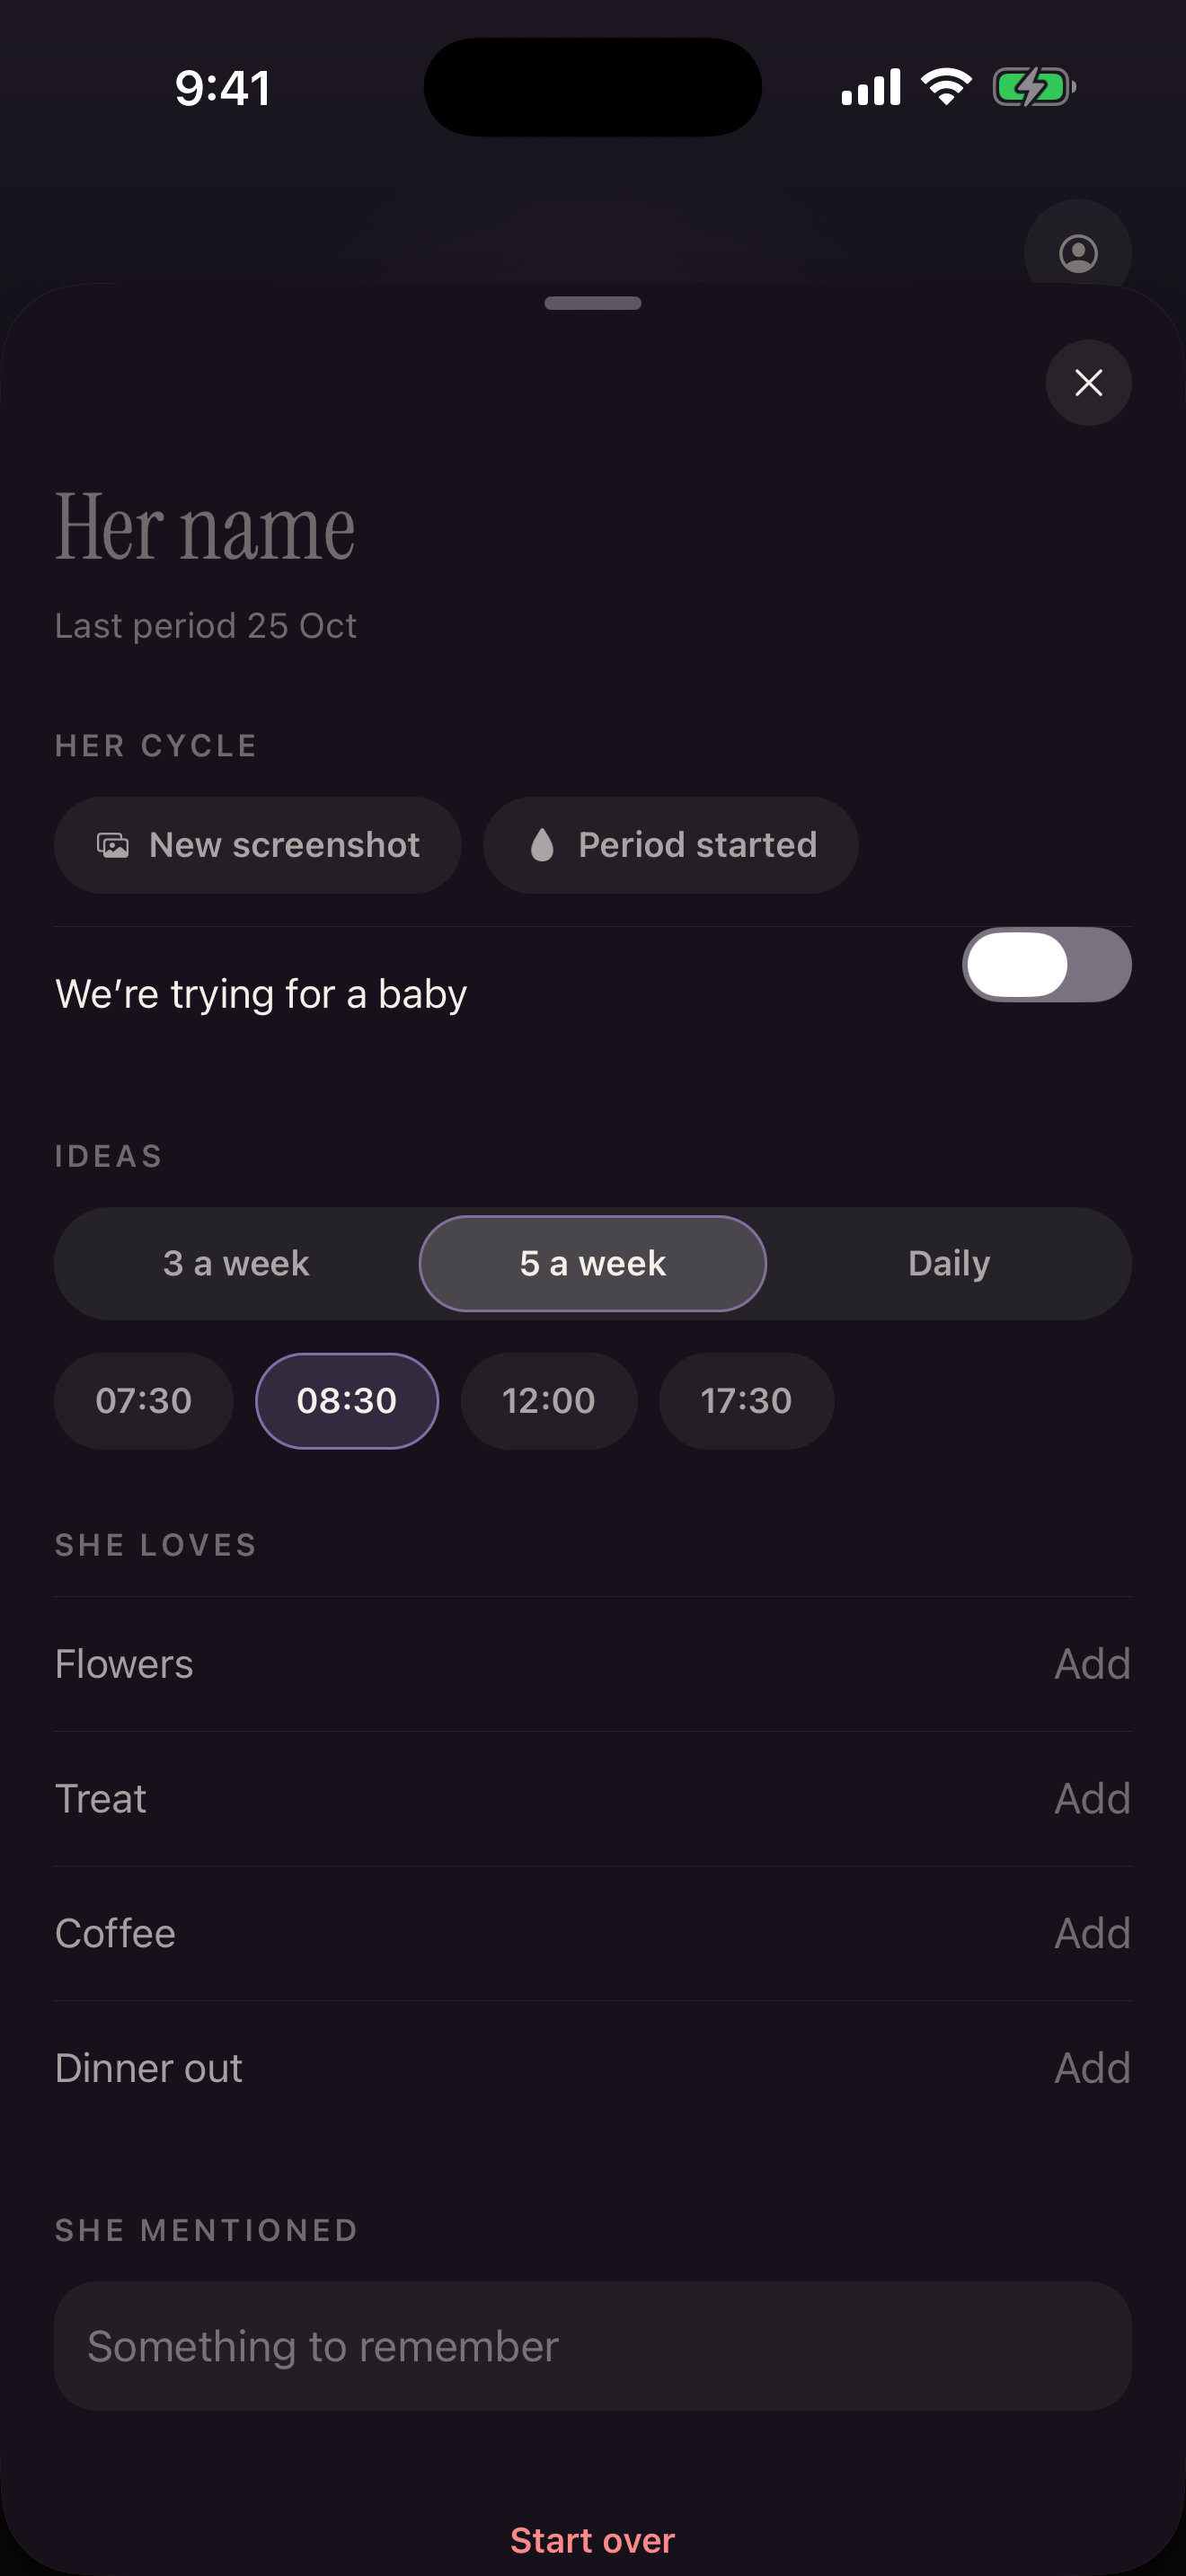 9:41
Her name
Last period 25 Oct
HER CYCLE
New screenshot
Period started
We’re trying for a baby
IDEAS
3 a week
5 a week
Daily
07:30
08:30
12:00
17:30
SHE LOVES
Flowers
Add
Treat
Add
Coffee
Add
Dinner out
Add
SHE MENTIONED
Something to remember
Start over